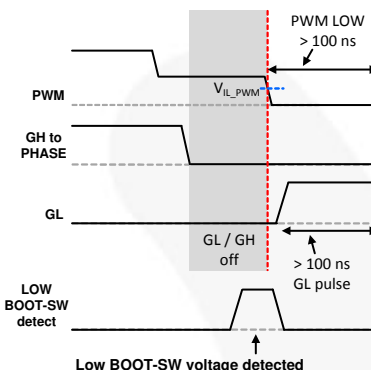 PWM LOW
> 100 ns
V_IL_PWM
PWM
GH to
PHASE
GL
GL / GH
off
> 100 ns
GL pulse
LOW
BOOT-SW
detect
Low BOOT-SW voltage detected